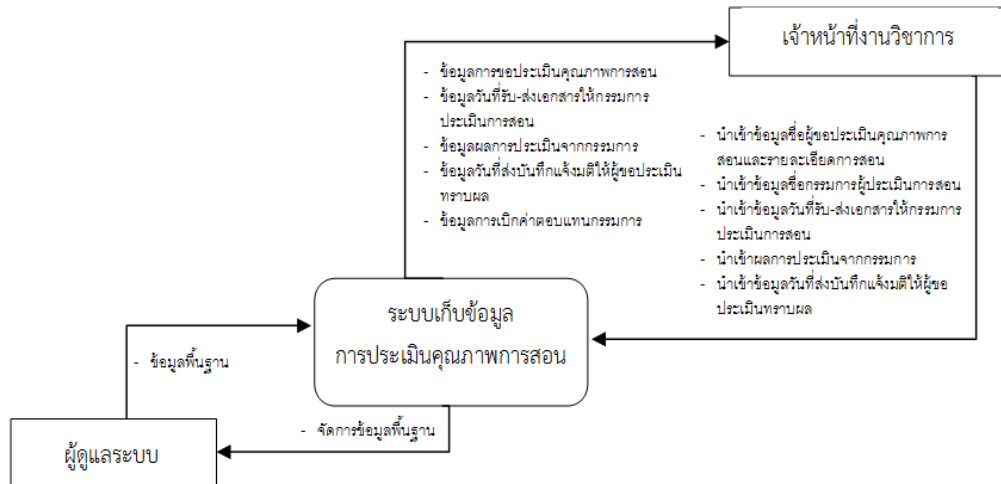 เจ้าหน้าที่งานวิชาการ
- ข้อมูลการขอประเมินคุณภาพการสอน
- ข้อมูลวันที่รับ-ส่งเอกสารให้กรรมการ
ประเมินการสอน
- ข้อมูลผลการประเมินจากกรรมการ
- ข้อมูลวันที่ส่งบันทึกแจ้งมติให้ผู้ขอประเมิน
ทราบผล
- ข้อมูลการเบิกค่าตอบแทนกรรมการ
- นำเข้าข้อมูลชื่อผู้ขอประเมินคุณภาพการ
สอนและรายละเอียดการสอน
- นำเข้าข้อมูลชื่อกรรมการผู้ประเมินการสอน
- นำเข้าข้อมูลวันที่รับ-ส่งเอกสารให้กรรมการ
ประเมินการสอน
- นำเข้าผลการประเมินจากกรรมการ
- นำเข้าข้อมูลวันที่ส่งบันทึกแจ้งมติให้ผู้ขอ
ประเมินทราบผล
ระบบเก็บข้อมูล
การประเมินคุณภาพการสอน
- ข้อมูลพื้นฐาน
- จัดการข้อมูลพื้นฐาน
ผู้ดูแลระบบ